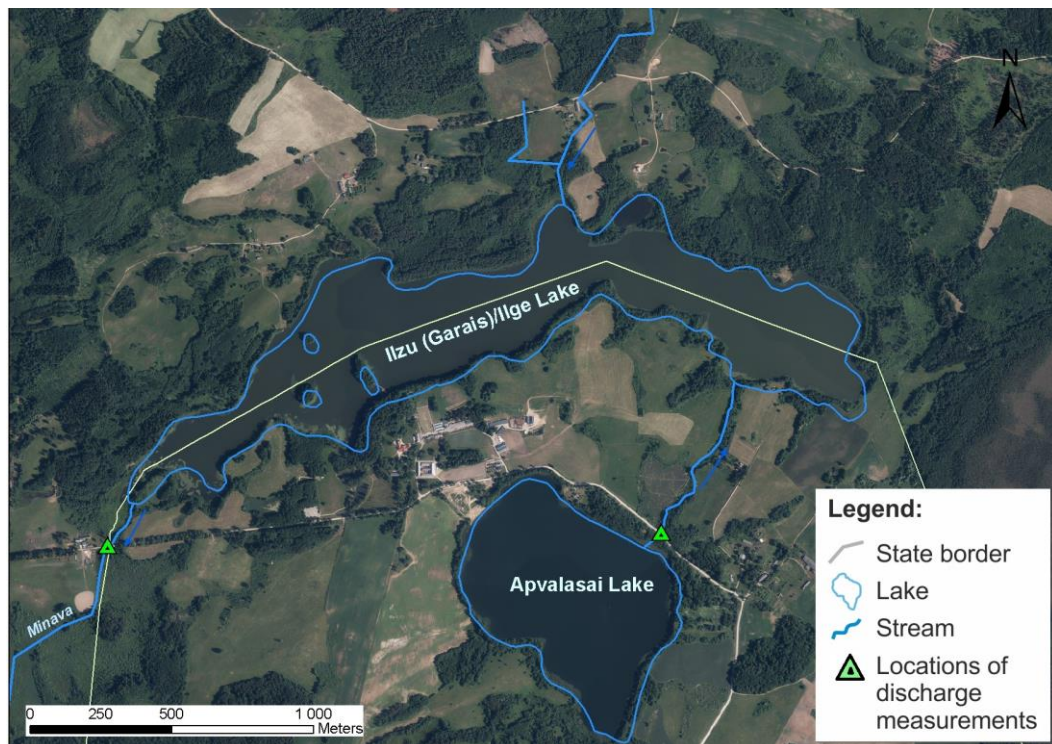 N
Ilzu (Garais)/Ilge Lake
Apvalasai Lake
Minava
Legend:
State border
Lake
Stream
Locations of
discharge
measurements
0 250 500 1 000
Meters